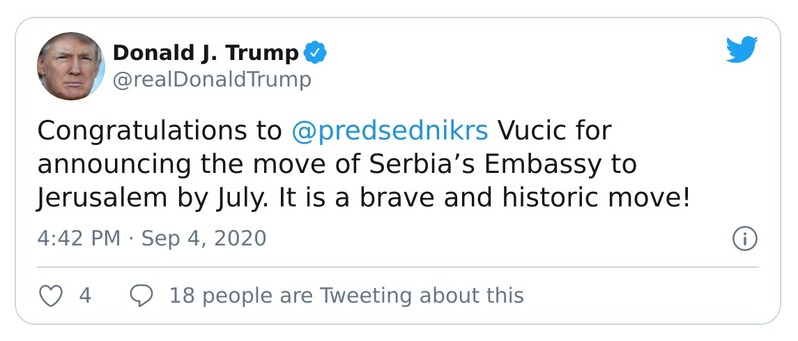 Donald J. Trump
@realDonaldTrump
Congratulations to @predsednikrs Vucic for
announcing the move of Serbia’s Embassy to
Jerusalem by July. It is a brave and historic move!
4:42 PM · Sep 4, 2020
4 18 people are Tweeting about this